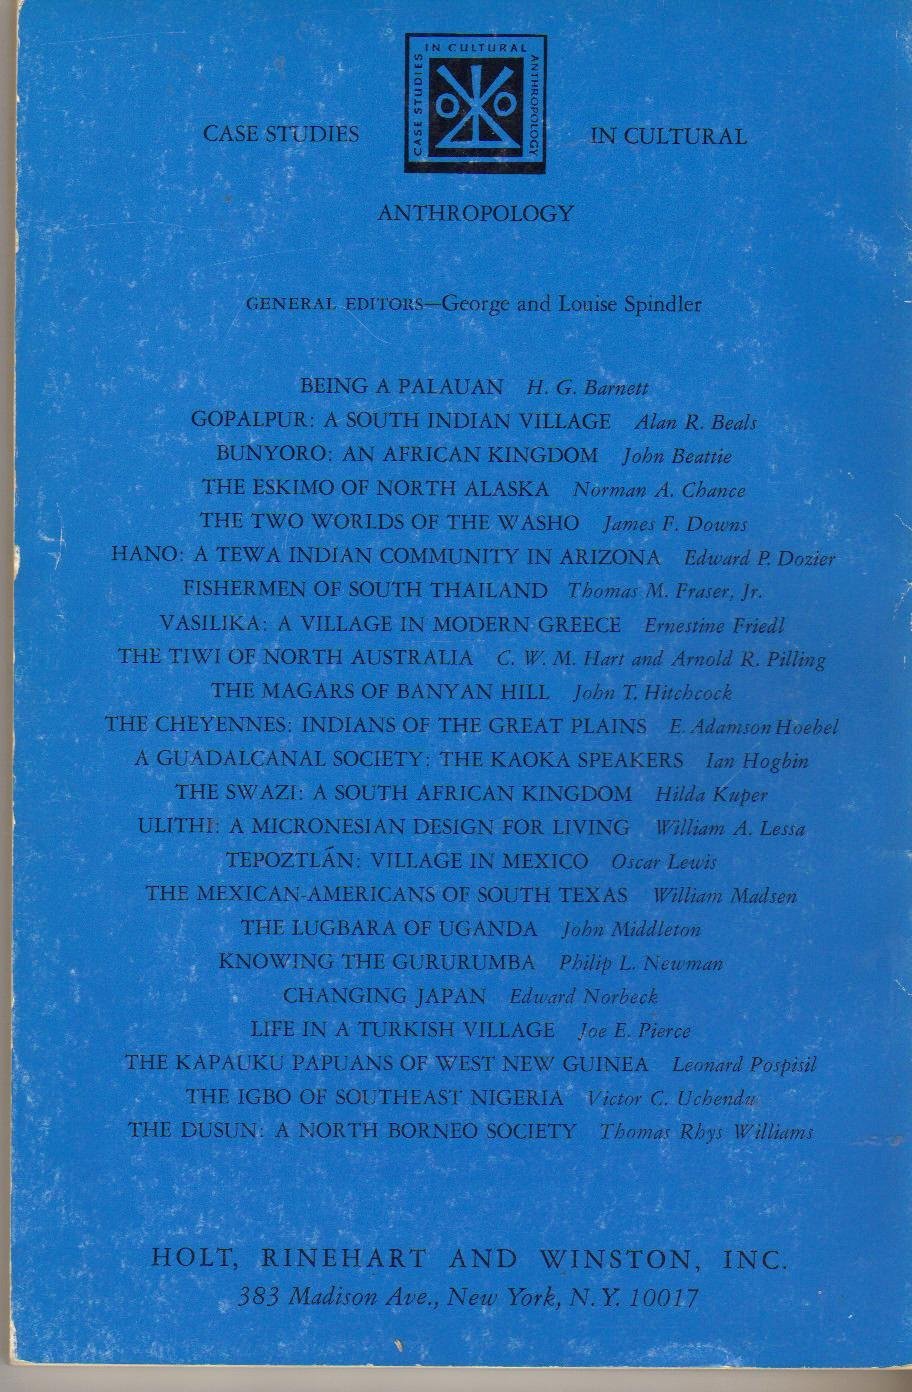 IN CULTURAL
CASE STUDIES
ANTHROPOLOGY
CASE STUDIES IN CULTURAL
ANTHROPOLOGY
GENERAL EDITORS—George and Louise Spindler
BEING A PALAUAN H. G. Barnett
GOPALPUR: A SOUTH INDIAN VILLAGE Alan R. Beals
BUNYORO: AN AFRICAN KINGDOM John Beattie
THE ESKIMO OF NORTH ALASKA Norman A. Chance
THE TWO WORLDS OF THE WASHO James F. Downs
HANO: A TEWA INDIAN COMMUNITY IN ARIZONA Edward P. Dozier
FISHERMEN OF SOUTH THAILAND Thomas M. Fraser, Jr.
VASILIKA: A VILLAGE IN MODERN GREECE Ernestine Friedl
THE TIWI OF NORTH AUSTRALIA C. W. M. Hart and Arnold R. Pilling
THE MAGARS OF BANYAN HILL John T. Hitchcock
THE CHEYENNES: INDIANS OF THE GREAT PLAINS E. Adamson Hoebel
A GUADALCANAL SOCIETY: THE KAOKA SPEAKERS Ian Hogbin
THE SWAZI: A SOUTH AFRICAN KINGDOM Hilda Kuper
ULITHI: A MICRONESIAN DESIGN FOR LIVING William A. Lessa
TEPOZTLÁN: VILLAGE IN MEXICO Oscar Lewis
THE MEXICAN-AMERICANS OF SOUTH TEXAS William Madsen
THE LUGBARA OF UGANDA John Middleton
KNOWING THE GURURUMBA Philip L. Newman
CHANGING JAPAN Edward Norbeck
LIFE IN A TURKISH VILLAGE Joe E. Pierce
THE KAPAUKU PAPUANS OF WEST NEW GUINEA Leonard Pospisil
THE IGBO OF SOUTHEAST NIGERIA Victor C. Uchendu
THE DUSUN: A NORTH BORNEO SOCIETY Thomas Rhys Williams
HOLT, RINEHART AND WINSTON, INC.
383 Madison Ave., New York, N.Y. 10017